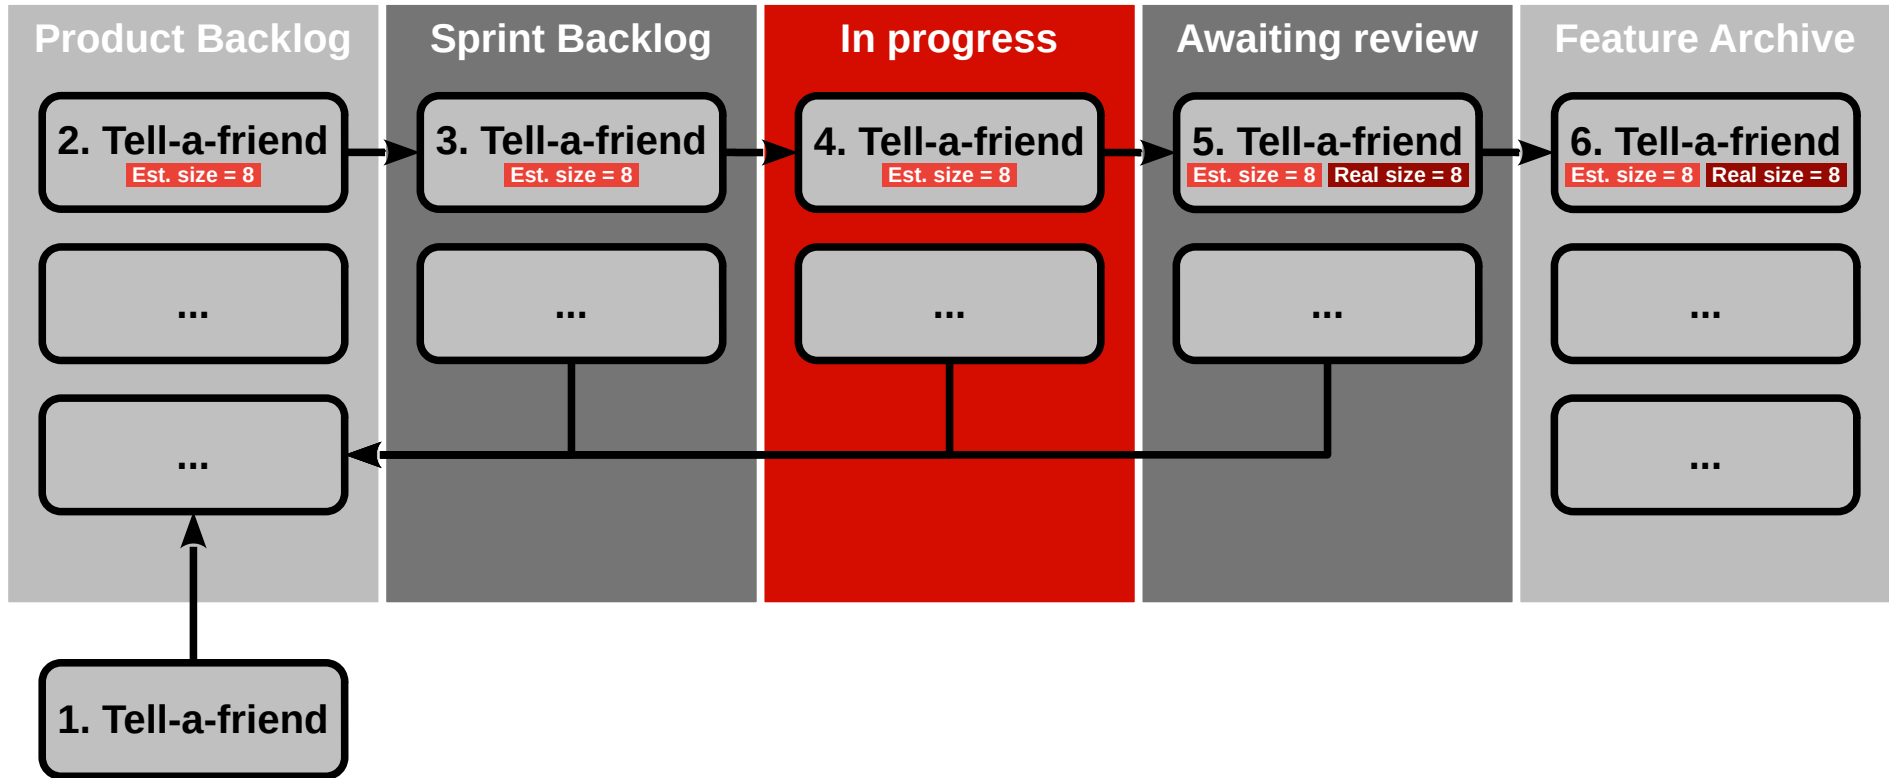 Product Backlog
Sprint Backlog
In progress
Awaiting review
Feature Archive
2. Tell-a-friend
Est. size = 8
3. Tell-a-friend
Est. size = 8
4. Tell-a-friend
Est. size = 8
5. Tell-a-friend
Est. size = 8 Real size = 8
6. Tell-a-friend
Est. size = 8 Real size = 8
...
...
...
...
...
...
...
1. Tell-a-friend